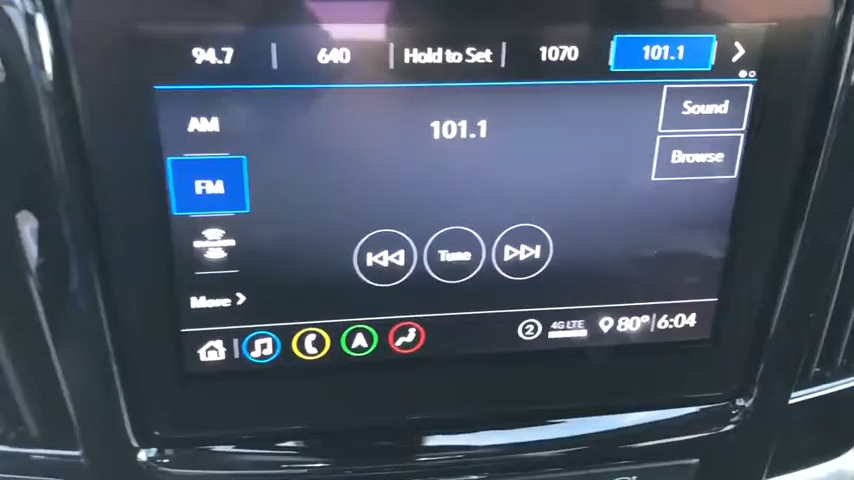 94.7 640 Hold to Set 1070 101.1
AM
101.1
Sound
FM
Browse
Tune
More
2 4G LTE 80° 6:04